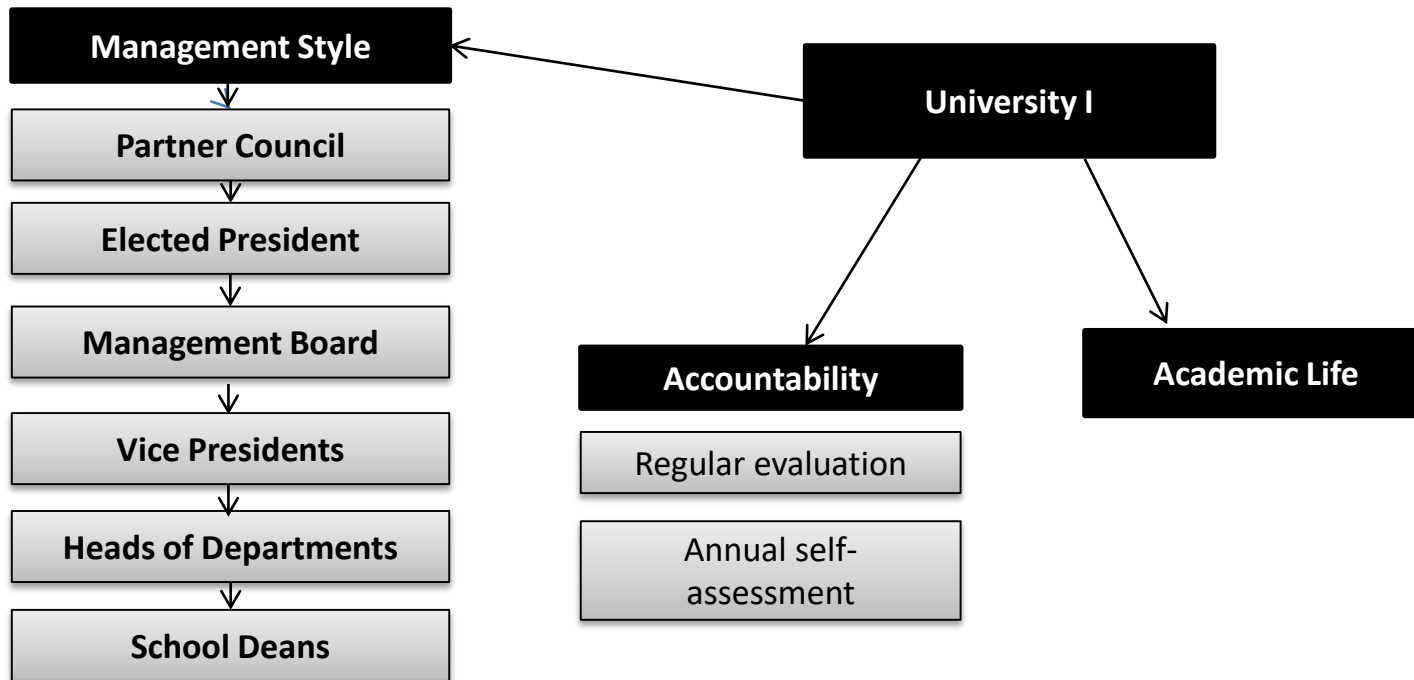 Management Style
Partner Council
Elected President
Management Board
Vice Presidents
Heads of Departments
School Deans
University I
Accountability
Regular evaluation
Annual self-
assessment
Academic Life